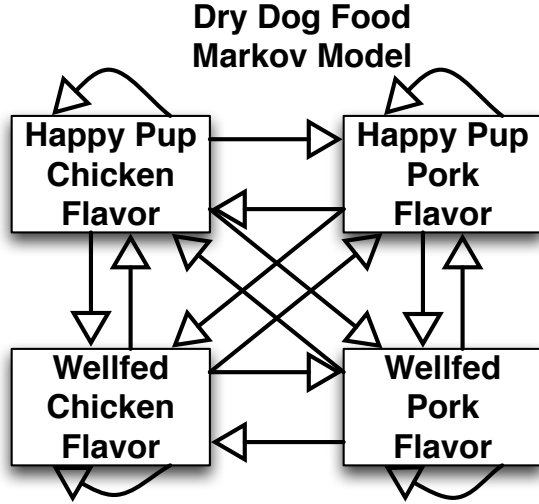 Dry Dog Food
Markov Model
Happy Pup
Chicken
Flavor
Happy Pup
Pork
Flavor
Wellfed
Chicken
Flavor
Wellfed
Pork
Flavor